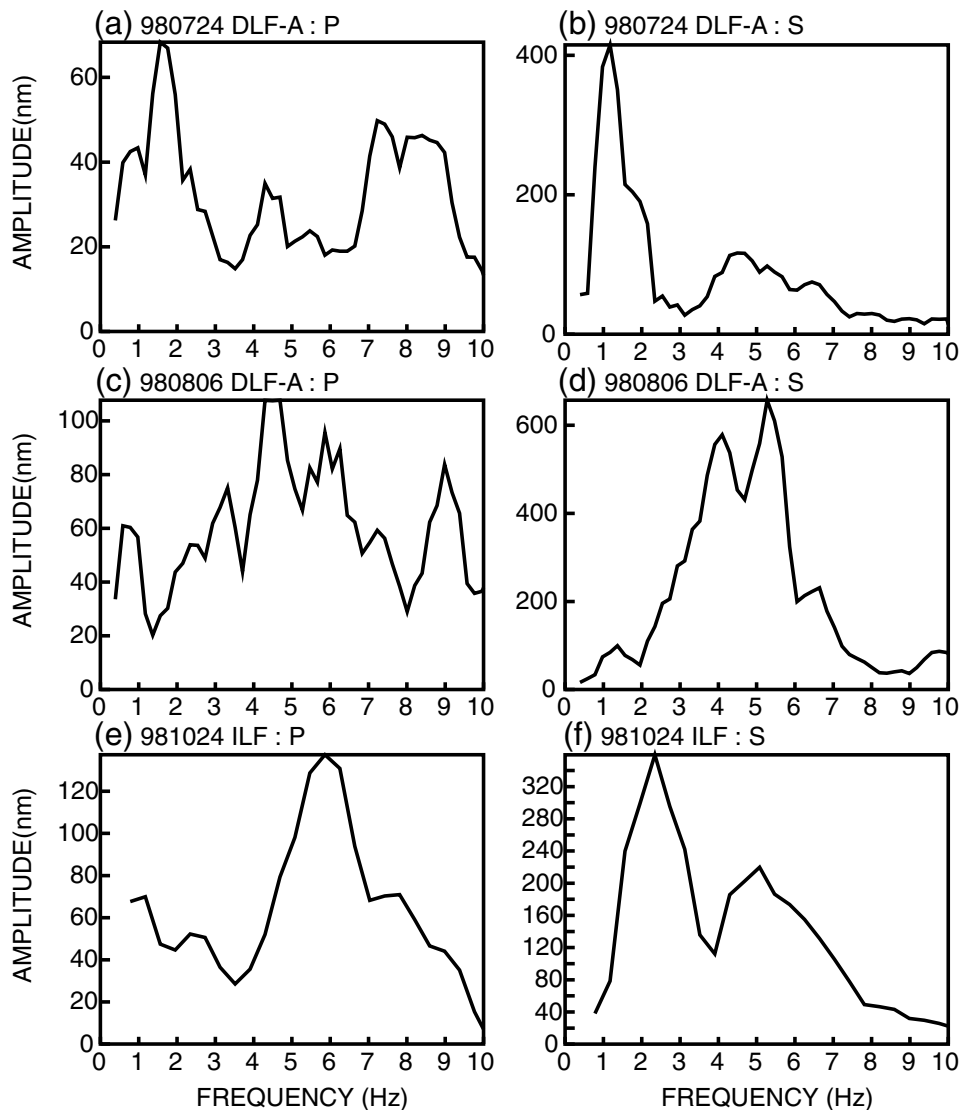 (a) 980724 DLF-A : P
(b) 980724 DLF-A : S
AMPLITUDE(nm)
60
40
20
0
0 1 2 3 4 5 6 7 8 9 10
400
200
0
0 1 2 3 4 5 6 7 8 9 10
(c) 980806 DLF-A : P
(d) 980806 DLF-A : S
AMPLITUDE(nm)
100
80
60
40
20
0
0 1 2 3 4 5 6 7 8 9 10
600
400
200
0
0 1 2 3 4 5 6 7 8 9 10
(e) 981024 ILF : P
(f) 981024 ILF : S
AMPLITUDE(nm)
120
100
80
60
40
20
0
0 1 2 3 4 5 6 7 8 9 10
FREQUENCY (Hz)
320
280
240
200
160
120
80
40
0
0 1 2 3 4 5 6 7 8 9 10
FREQUENCY (Hz)